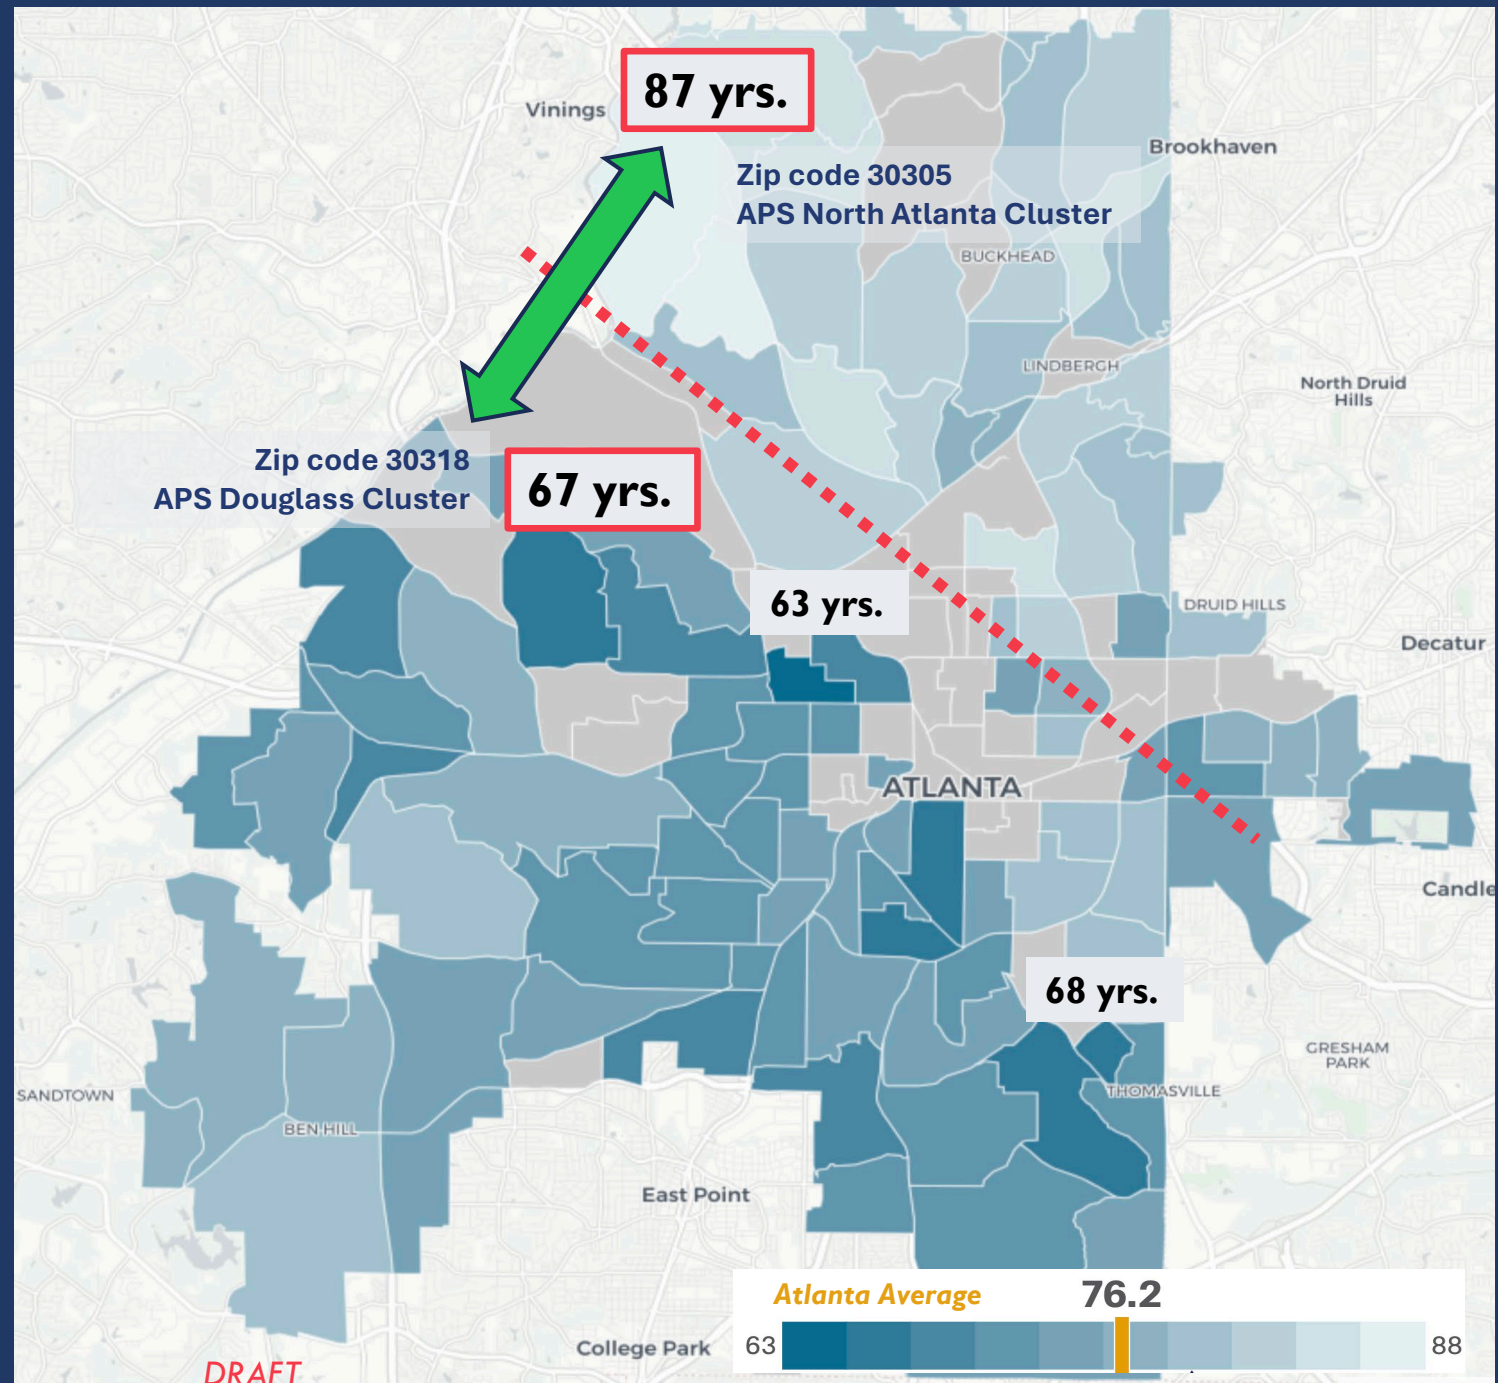 87 yrs.
Vinings
Brookhaven
Zip code 30305
APS North Atlanta Cluster
BUCKHEAD
LINDBERGH
North Druid
Hills
Zip code 30318
APS Douglass Cluster
67 yrs.
63 yrs.
DRUID HILLS
Decatur
ATLANTA
Candle
68 yrs.
GRESHAM
PARK
SANDTOWN
THOMASVILLE
BEN HILL
East Point
Atlanta Average
76.2
63
88
College Park
DRAFT